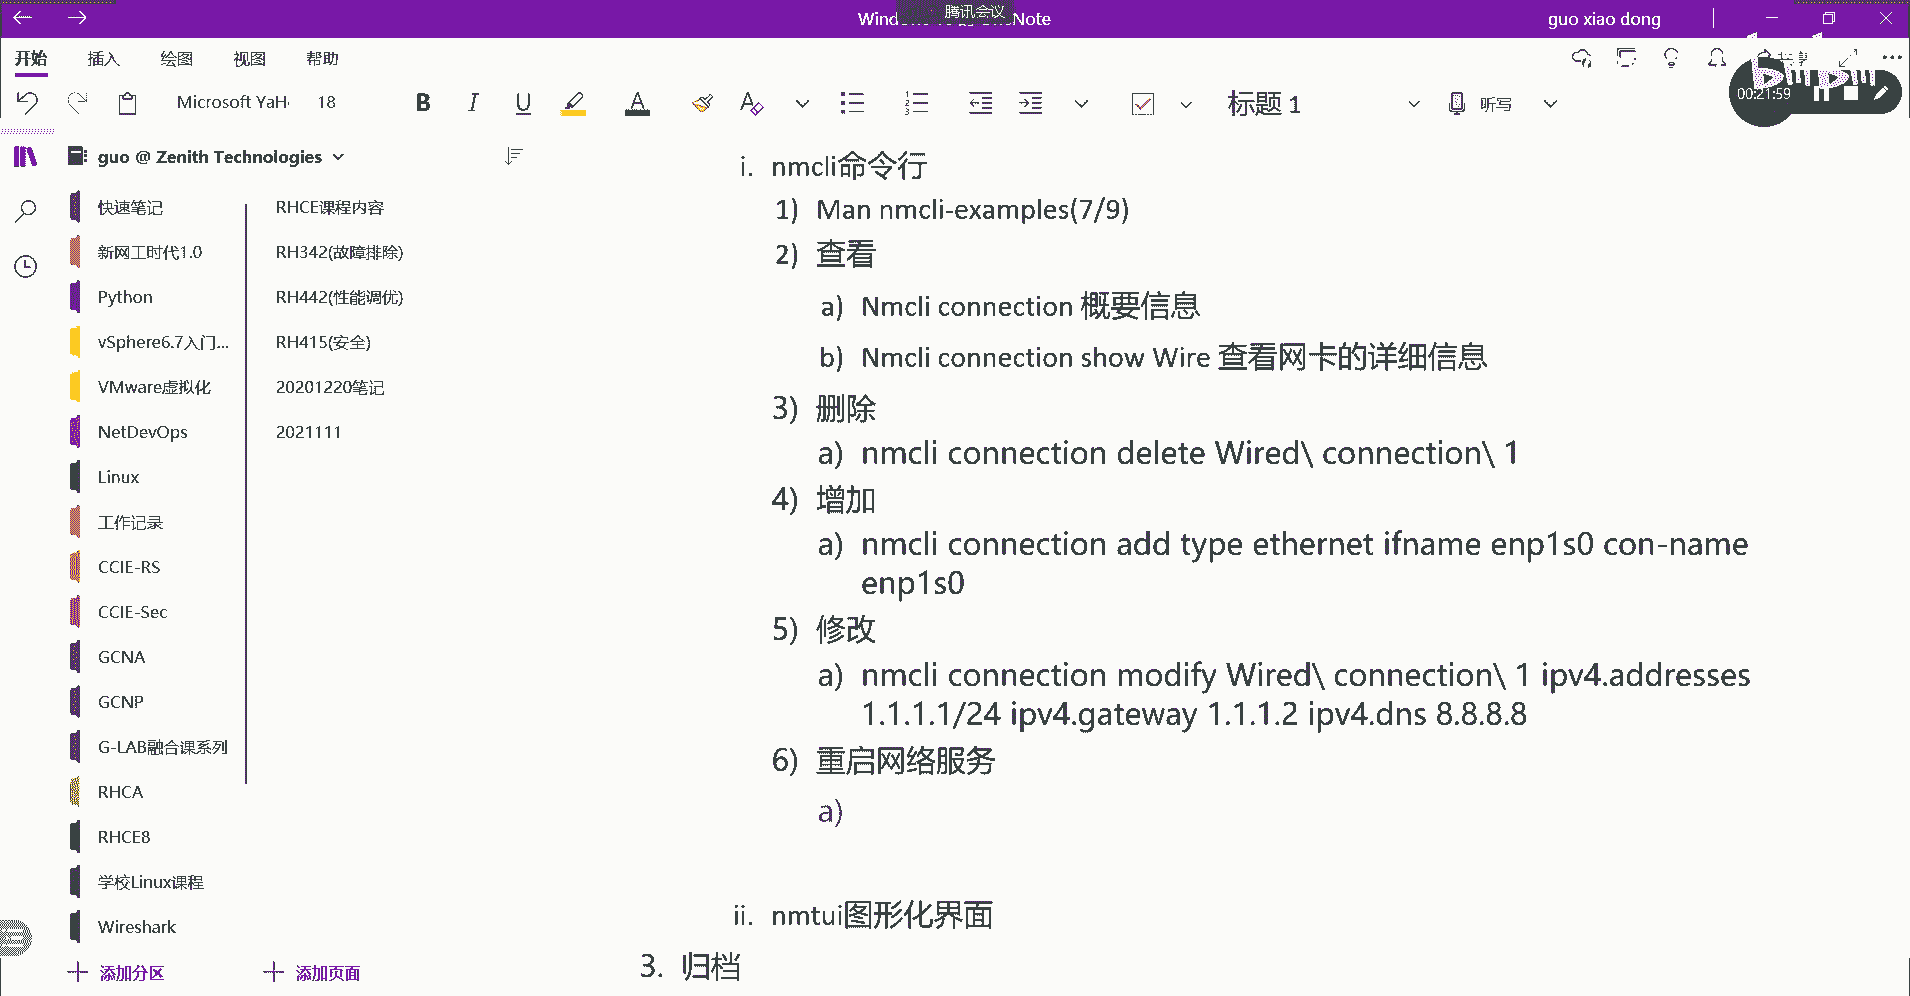 腾讯会议
Note
guo xiao dong
开始
插入
绘图
视图
帮助
Microsoft YaH
18
B
I
U
A
标题 1
听写
00:21:59
guo @ Zenith Technologies
快速笔记
新网工时代1.0
Python
vSphere6.7入门...
VMware虚拟化
NetDevOps
Linux
工作记录
CCIE-RS
CCIE-Sec
GCNA
GCNP
G-LAB融合课系列
RHCA
RHCE8
学校Linux课程
Wireshark
添加分区
RHCE课程内容
RH342(故障排除)
RH442(性能调优)
RH415(安全)
20201220笔记
2021111
添加页面
i. nmcli命令行
1) Man nmcli-examples(7/9)
2) 查看
a) Nmcli connection 概要信息
b) Nmcli connection show Wire 查看网卡的详细信息
3) 删除
a) nmcli connection delete Wired\ connection\ 1
4) 增加
a) nmcli connection add type ethernet ifname enp1s0 con-name
enp1s0
5) 修改
a) nmcli connection modify Wired\ connection\ 1 ipv4.addresses
1.1.1.1/24 ipv4.gateway 1.1.1.2 ipv4.dns 8.8.8.8
6) 重启网络服务
a)
ii. nmtui图形化界面
3. 归档